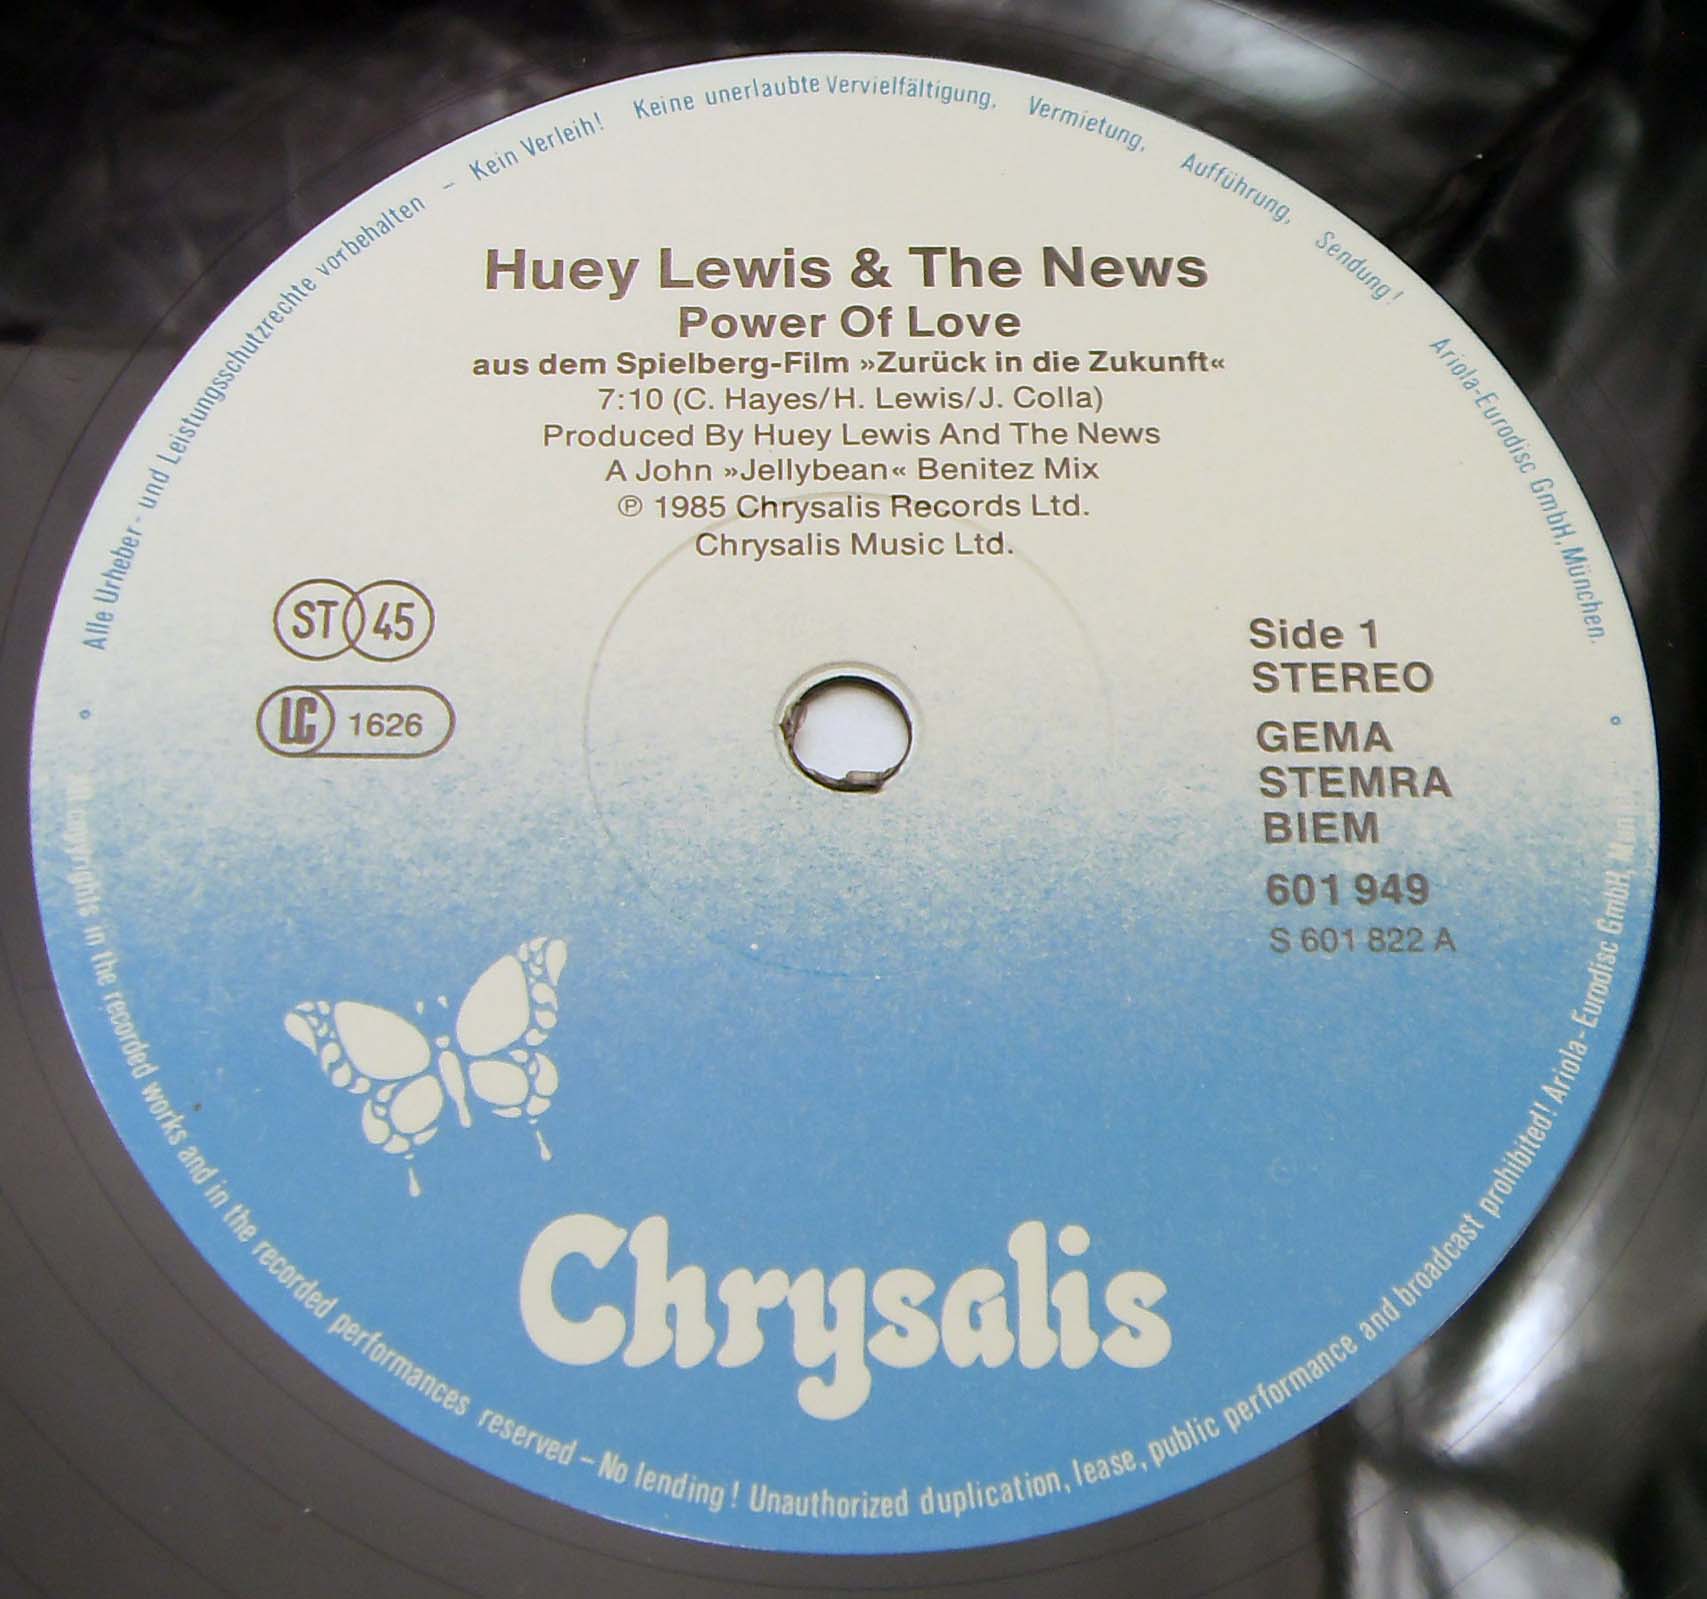 Alle Urheber- und Leistungsschutzrechte vorbehalten – Kein Verleih! Keine unerlaubte Vervielfältigung, Vermietung, Aufführung, Sendung! Ariola-Eurodisc GmbH, München.
Huey Lewis & The News
Power Of Love
aus dem Spielberg-Film »Zurück in die Zukunft«
7:10 (C. Hayes/H. Lewis/J. Colla)
Produced By Huey Lewis And The News
A John »Jellybean« Benitez Mix
℗ 1985 Chrysalis Records Ltd.
Chrysalis Music Ltd.
ST 45
LC 1626
Side 1
STEREO
GEMA
STEMRA
BIEM
601 949
S 601 822 A
Chrysalis
copyrights in the recorded works and in the recorded performances reserved – No lending! Unauthorized duplication, lease, public performance and broadcast prohibited! Ariola-Eurodisc GmbH,